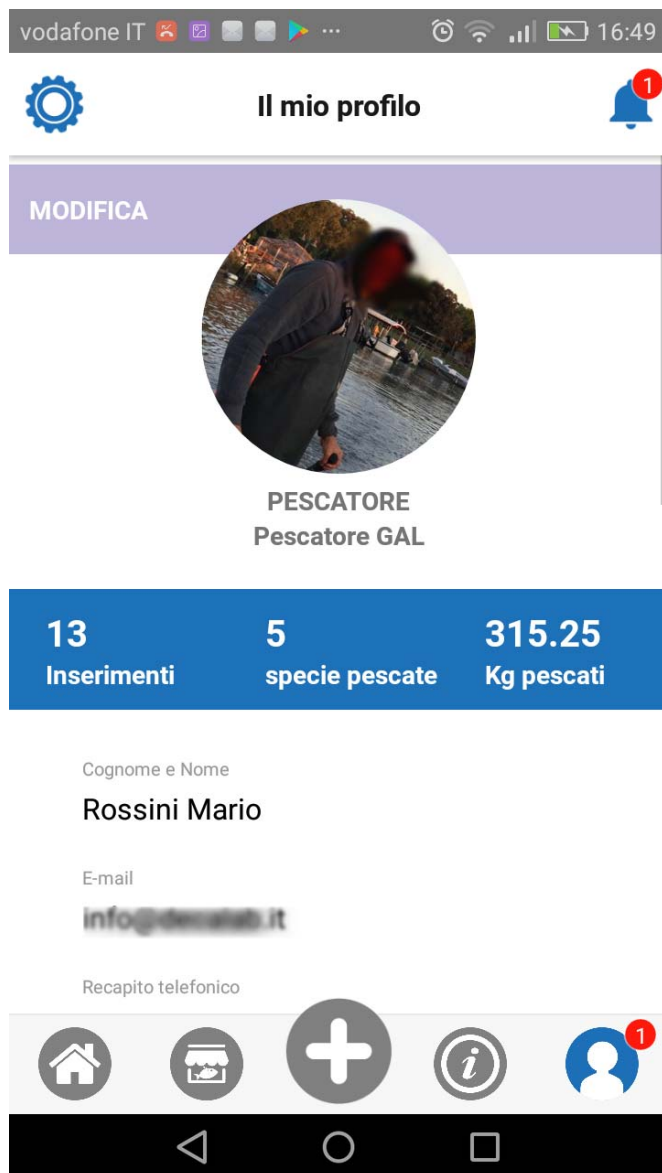 vodafone IT
16:49
Il mio profilo
1
MODIFICA
PESCATORE
Pescatore GAL
13 5 315.25
Inserimenti specie pescate Kg pescati
Cognome e Nome
Rossini Mario
E-mail
Recapito telefonico
i
1